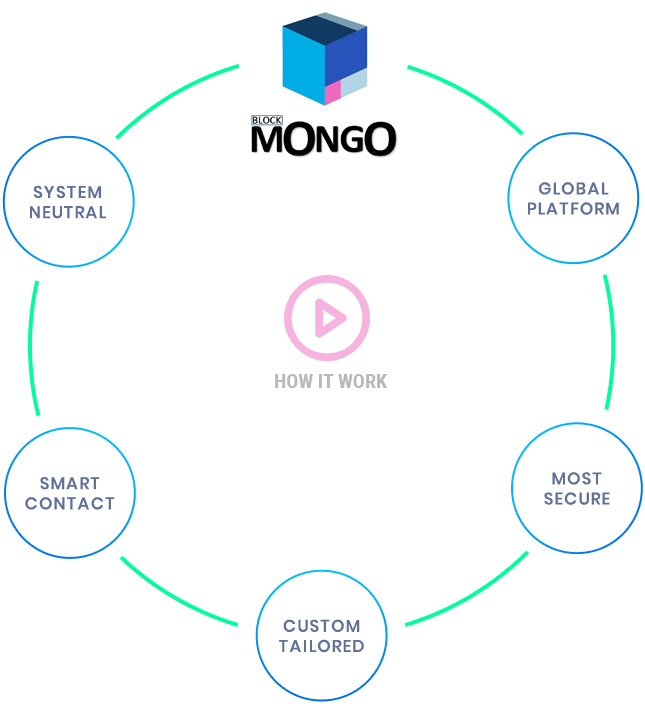 BLOCK
MONGO
SYSTEM
NEUTRAL
GLOBAL
PLATFORM
HOW IT WORK
SMART
CONTACT
MOST
SECURE
CUSTOM
TAILORED